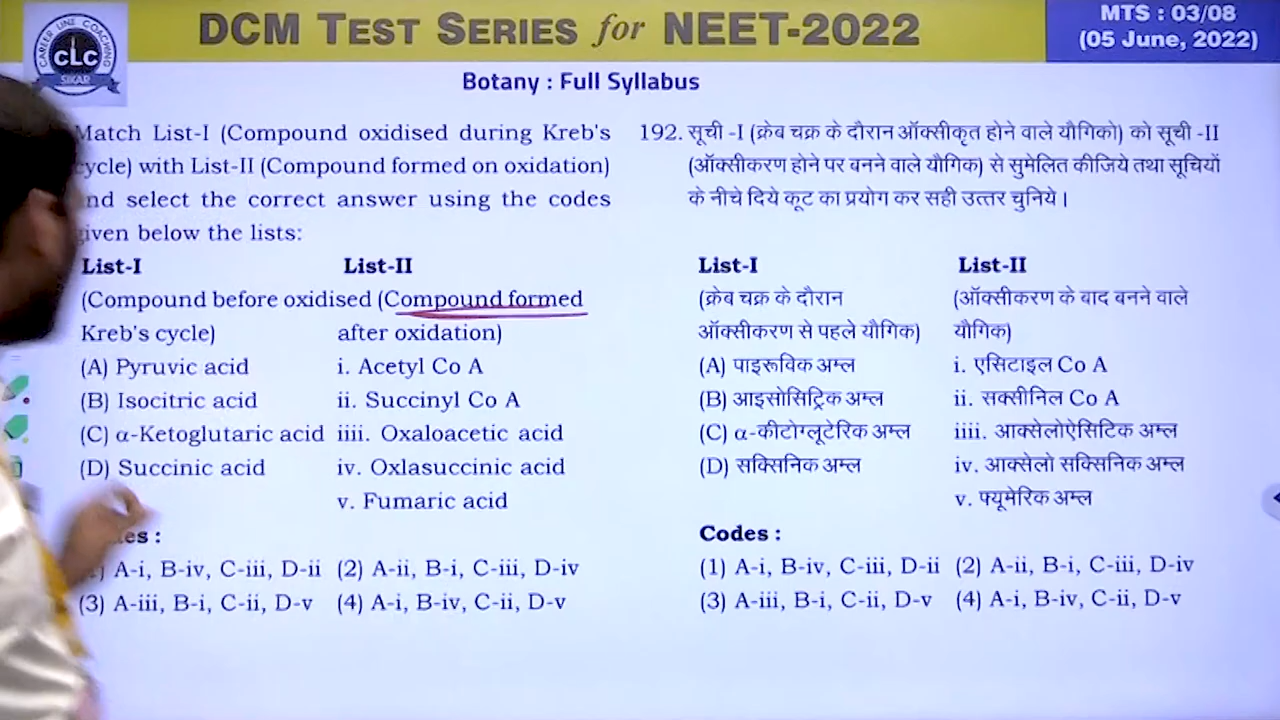 DCM TEST SERIES for NEET-2022
MTS : 03/08
(05 June, 2022)
CAREER LINE COACHING
CLC
SIKAR
Botany : Full Syllabus
Match List-I (Compound oxidised during Kreb's
cycle) with List-II (Compound formed on oxidation)
and select the correct answer using the codes
given below the lists:
List-I List-II
(Compound before oxidised (Compound formed
Kreb's cycle) after oxidation)
(A) Pyruvic acid i. Acetyl Co A
(B) Isocitric acid ii. Succinyl Co A
(C) α-Ketoglutaric acid iiii. Oxaloacetic acid
(D) Succinic acid iv. Oxlasuccinic acid
v. Fumaric acid
:
A-i, B-iv, C-iii, D-ii (2) A-ii, B-i, C-iii, D-iv
(3) A-iii, B-i, C-ii, D-v (4) A-i, B-iv, C-ii, D-v
192. सूची -I (क्रेब चक्र के दौरान ऑक्सीकृत होने वाले यौगिको) को सूची -II
(ऑक्सीकरण होने पर बनने वाले यौगिक) से सुमेलित कीजिये तथा सूचियों
के नीचे दिये कूट का प्रयोग कर सही उत्तर चुनिये।
List-I List-II
(क्रेब चक्र के दौरान (ऑक्सीकरण के बाद बनने वाले
ऑक्सीकरण से पहले यौगिक) यौगिक)
(A) पाइरूविक अम्ल i. एसिटाइल Co A
(B) आइसोसिट्रिक अम्ल ii. सक्सीनिल Co A
(C) α-कीटोग्लूटेरिक अम्ल iiii. आक्सेलोऐसिटिक अम्ल
(D) सक्सिनिक अम्ल iv. आक्सेलो सक्सिनिक अम्ल
v. फ्यूमेरिक अम्ल
Codes :
(1) A-i, B-iv, C-iii, D-ii (2) A-ii, B-i, C-iii, D-iv
(3) A-iii, B-i, C-ii, D-v (4) A-i, B-iv, C-ii, D-v